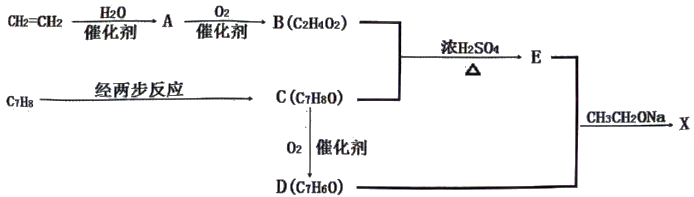 CH2=CH2 H2O 催化剂 A O2 催化剂 B(C2H4O2)
浓H2SO4 △ E
C7H8 经两步反应 C(C7H8O)
CH3CH2ONa X
O2 催化剂
D(C7H6O)